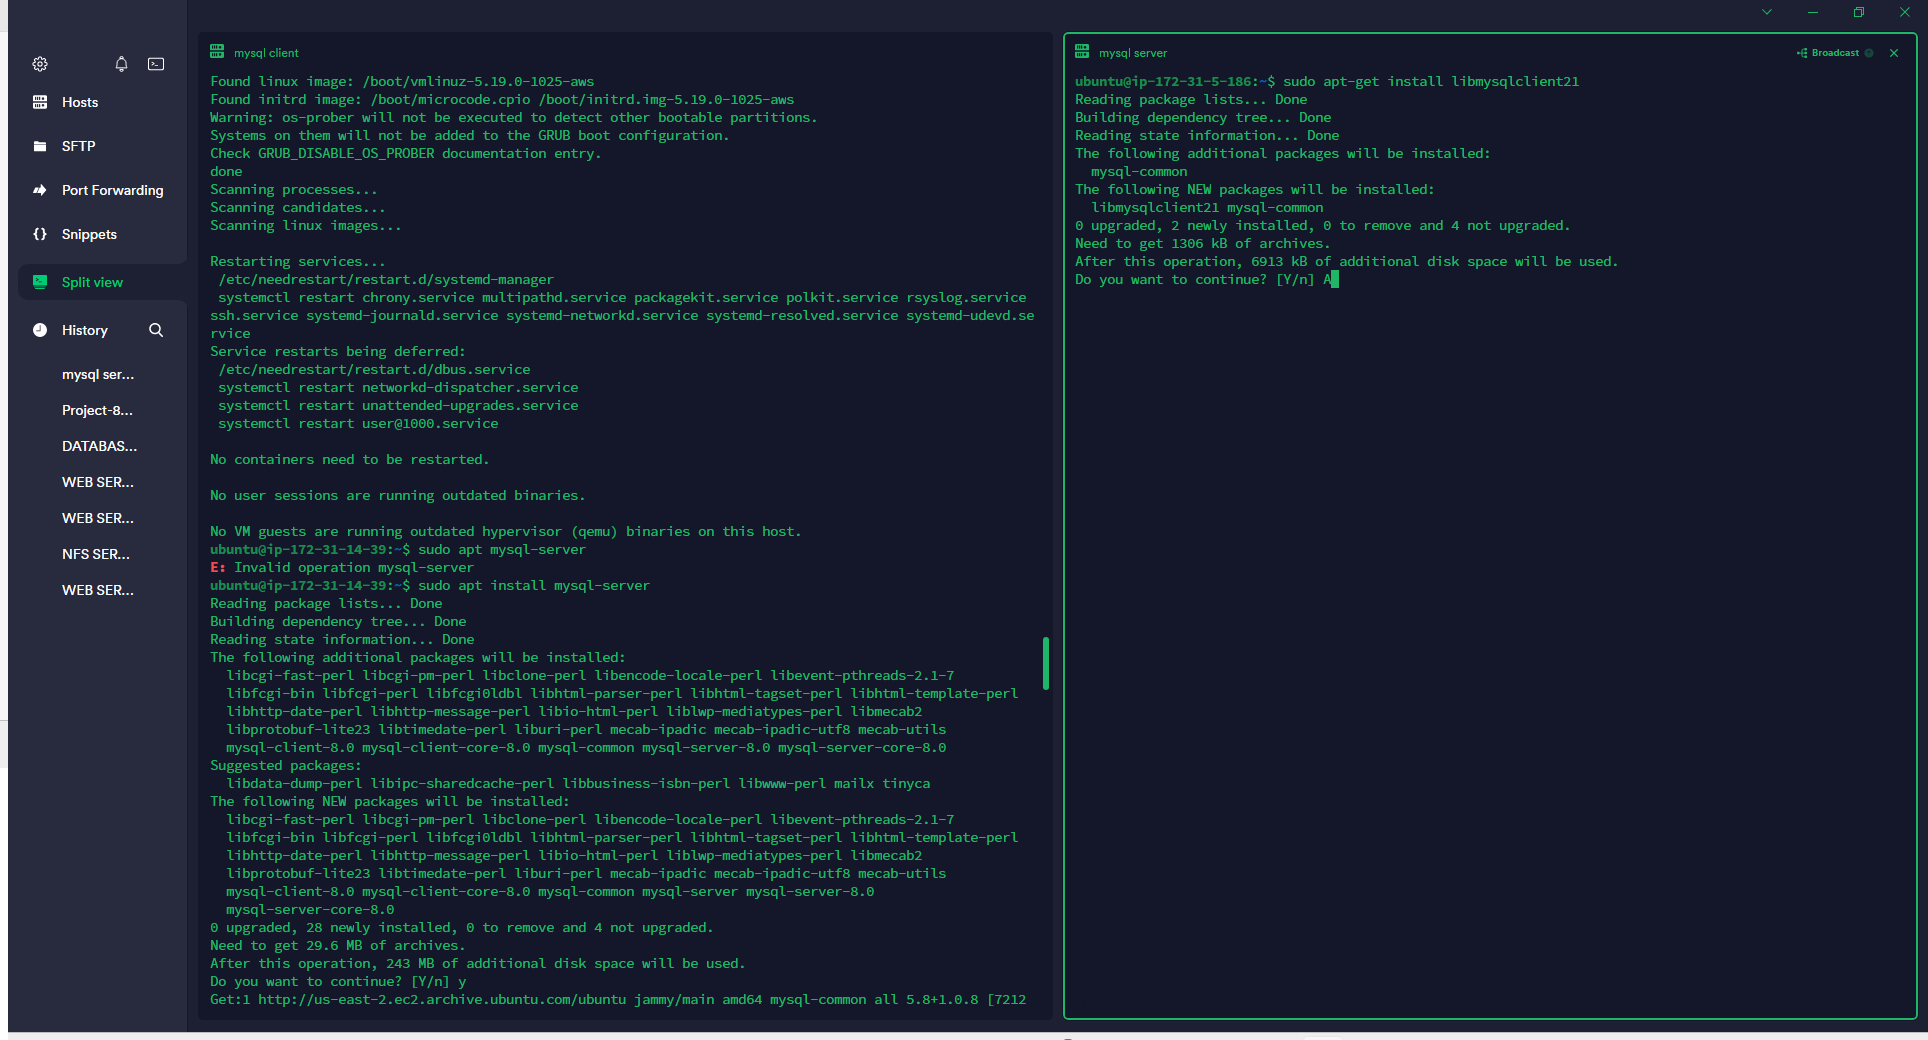 Hosts
SFTP
Port Forwarding
Snippets
Split view
History
mysql ser...
Project-8...
DATABAS...
WEB SER...
WEB SER...
NFS SER...
WEB SER...
mysql client
Found linux image: /boot/vmlinuz-5.19.0-1025-aws
Found initrd image: /boot/microcode.cpio /boot/initrd.img-5.19.0-1025-aws
Warning: os-prober will not be executed to detect other bootable partitions.
Systems on them will not be added to the GRUB boot configuration.
Check GRUB_DISABLE_OS_PROBER documentation entry.
done
Scanning processes...
Scanning candidates...
Scanning linux images...
Restarting services...
/etc/needrestart/restart.d/systemd-manager
systemctl restart chrony.service multipathd.service packagekit.service polkit.service rsyslog.service
ssh.service systemd-journald.service systemd-networkd.service systemd-resolved.service systemd-udevd.se
rvice
Service restarts being deferred:
/etc/needrestart/restart.d/dbus.service
systemctl restart networkd-dispatcher.service
systemctl restart unattended-upgrades.service
systemctl restart user@1000.service
No containers need to be restarted.
No user sessions are running outdated binaries.
No VM guests are running outdated hypervisor (qemu) binaries on this host.
ubuntu@ip-172-31-14-39:~$ sudo apt mysql-server
E: Invalid operation mysql-server
ubuntu@ip-172-31-14-39:~$ sudo apt install mysql-server
Reading package lists... Done
Building dependency tree... Done
Reading state information... Done
The following additional packages will be installed:
libcgi-fast-perl libcgi-pm-perl libclone-perl libencode-locale-perl libevent-pthreads-2.1-7
libfcgi-bin libfcgi-perl libfcgi0ldbl libhtml-parser-perl libhtml-tagset-perl libhtml-template-perl
libhttp-date-perl libhttp-message-perl libio-html-perl liblwp-mediatypes-perl libmecab2
libprotobuf-lite23 libtimedate-perl liburi-perl mecab-ipadic mecab-ipadic-utf8 mecab-utils
mysql-client-8.0 mysql-client-core-8.0 mysql-common mysql-server-8.0 mysql-server-core-8.0
Suggested packages:
libdata-dump-perl libipc-sharedcache-perl libbusiness-isbn-perl libwww-perl mailx tinyca
The following NEW packages will be installed:
libcgi-fast-perl libcgi-pm-perl libclone-perl libencode-locale-perl libevent-pthreads-2.1-7
libfcgi-bin libfcgi-perl libfcgi0ldbl libhtml-parser-perl libhtml-tagset-perl libhtml-template-perl
libhttp-date-perl libhttp-message-perl libio-html-perl liblwp-mediatypes-perl libmecab2
libprotobuf-lite23 libtimedate-perl liburi-perl mecab-ipadic mecab-ipadic-utf8 mecab-utils
mysql-client-8.0 mysql-client-core-8.0 mysql-common mysql-server mysql-server-8.0
mysql-server-core-8.0
0 upgraded, 28 newly installed, 0 to remove and 4 not upgraded.
Need to get 29.6 MB of archives.
After this operation, 243 MB of additional disk space will be used.
Do you want to continue? [Y/n] y
Get:1 http://us-east-2.ec2.archive.ubuntu.com/ubuntu jammy/main amd64 mysql-common all 5.8+1.0.8 [7212
mysql server
Broadcast
ubuntu@ip-172-31-5-186:~$ sudo apt-get install libmysqlclient21
Reading package lists... Done
Building dependency tree... Done
Reading state information... Done
The following additional packages will be installed:
mysql-common
The following NEW packages will be installed:
libmysqlclient21 mysql-common
0 upgraded, 2 newly installed, 0 to remove and 4 not upgraded.
Need to get 1306 kB of archives.
After this operation, 6913 kB of additional disk space will be used.
Do you want to continue? [Y/n] A